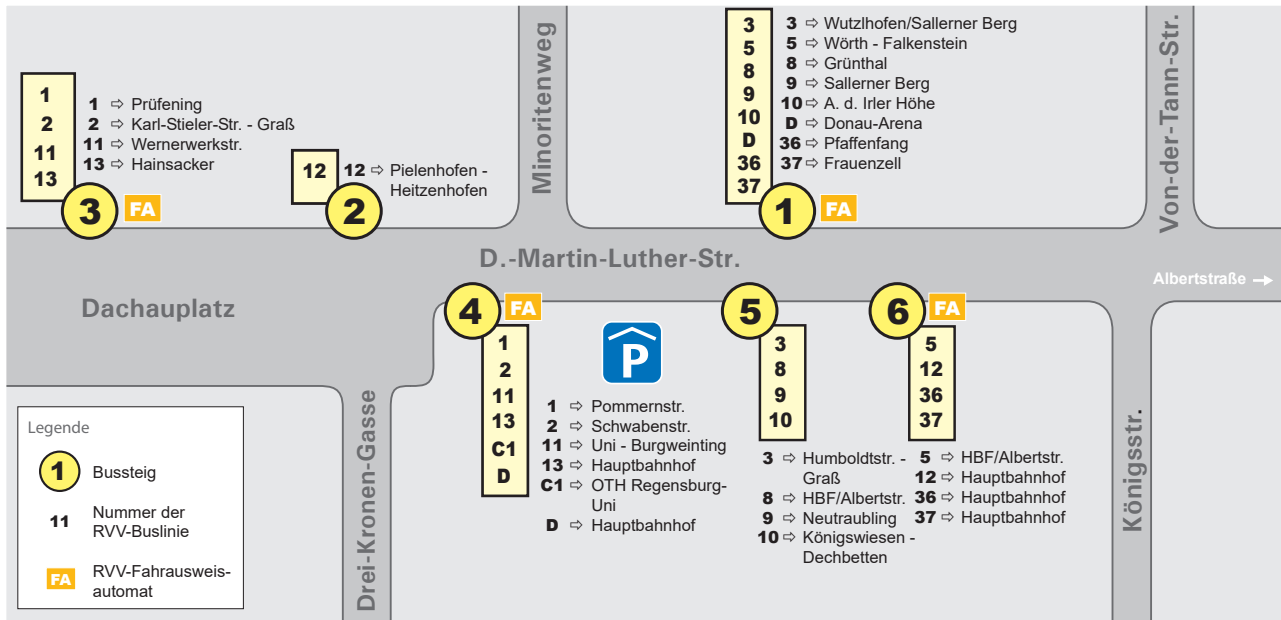 1
2
11
13
1 ⇨ Prüfening
2 ⇨ Karl-Stieler-Str. - Graß
11 ⇨ Wernerwerkstr.
13 ⇨ Hainsacker
3
FA
12
12 ⇨ Pielenhofen -
Heitzenhofen
2
Minoritenweg
3
5
8
9
10
D
36
37
3 ⇨ Wutzlhofen/Sallerner Berg
5 ⇨ Wörth - Falkenstein
8 ⇨ Grünthal
9 ⇨ Sallerner Berg
10 ⇨ A. d. Irler Höhe
D ⇨ Donau-Arena
36 ⇨ Pfaffenfang
37 ⇨ Frauenzell
1
FA
Von-der-Tann-Str.
D.-Martin-Luther-Str.
Albertstraße →
Dachauplatz
4
FA
1
2
11
13
C1
D
P
1 ⇨ Pommernstr.
2 ⇨ Schwabenstr.
11 ⇨ Uni - Burgweinting
13 ⇨ Hauptbahnhof
C1 ⇨ OTH Regensburg-
Uni
D ⇨ Hauptbahnhof
5
3
8
9
10
3 ⇨ Humboldtstr. -
Graß
8 ⇨ HBF/Albertstr.
9 ⇨ Neutraubling
10 ⇨ Königswiesen -
Dechbetten
6
FA
5
12
36
37
5 ⇨ HBF/Albertstr.
12 ⇨ Hauptbahnhof
36 ⇨ Hauptbahnhof
37 ⇨ Hauptbahnhof
Königsstr.
Drei-Kronen-Gasse
Legende
1 Bussteig
11 Nummer der
RVV-Buslinie
FA RVV-Fahrausweis-
automat